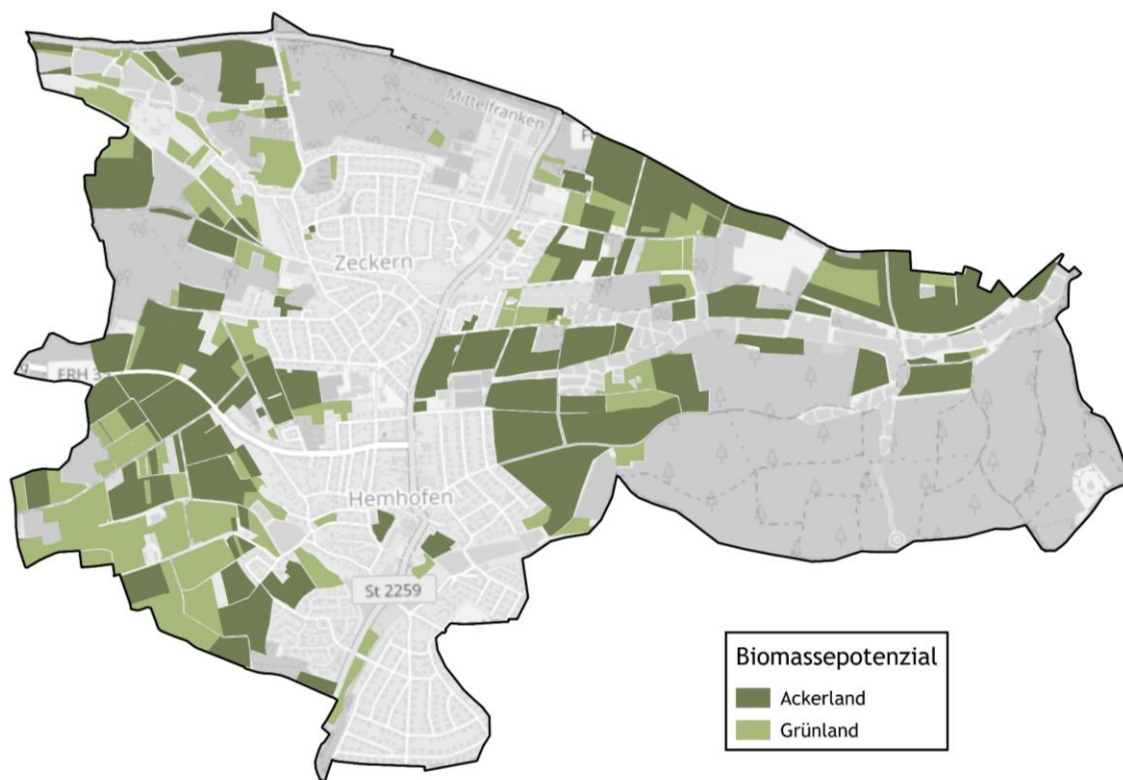 Mittelfranken
Zeckern
Hemhofen
St 2259
Biomassepotenzial
Ackerland
Grünland